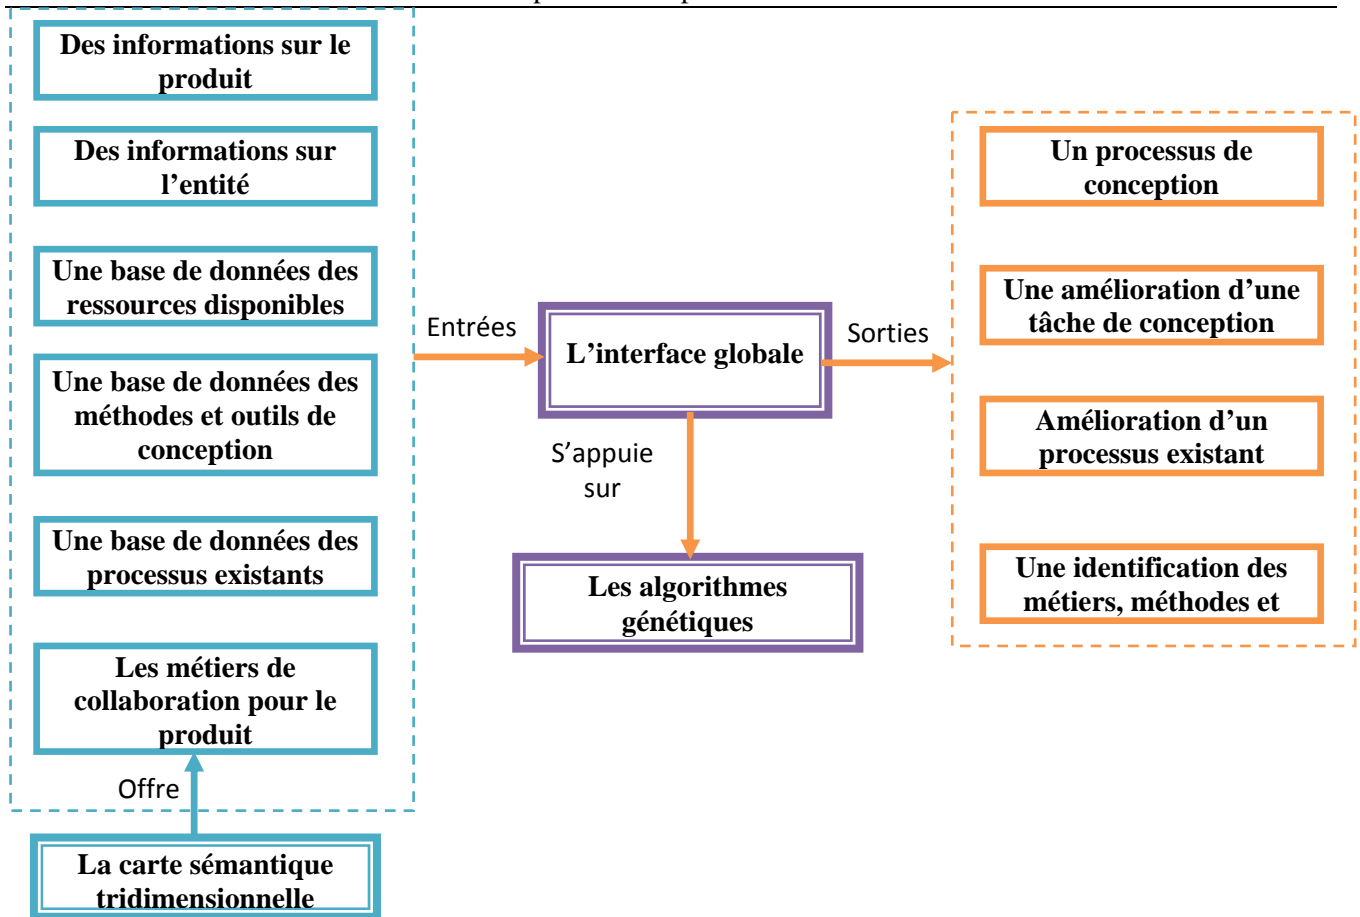 Des informations sur le
produit
Des informations sur
l’entité
Une base de données des
ressources disponibles
Une base de données des
méthodes et outils de
conception
Une base de données des
processus existants
Les métiers de
collaboration pour le
produit
Offre
La carte sémantique
tridimensionnelle
Entrées
L’interface globale
S’appuie
sur
Les algorithmes
génétiques
Sorties
Un processus de
conception
Une amélioration d’une
tâche de conception
Amélioration d’un
processus existant
Une identification des
métiers, méthodes et